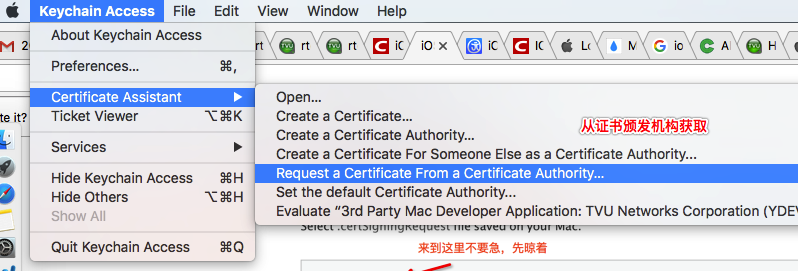 Keychain Access File Edit View Window Help
About Keychain Access
Preferences... ⌘,
Certificate Assistant
Ticket Viewer ⌥⌘K
Services
Hide Keychain Access ⌘H
Hide Others ⌥⌘H
Show All
Quit Keychain Access ⌘Q
Open...
Create a Certificate...
Create a Certificate Authority...
Create a Certificate For Someone Else as a Certificate Authority...
Request a Certificate From a Certificate Authority...
Set the default Certificate Authority...
Evaluate “3rd Party Mac Developer Application: TVU Networks Corporation (YDEV
从证书颁发机构获取
Select .certSigningRequest file saved on your Mac.
来到这里不要急，先晾着
M 2
rt
rt
C iC
iO
iC
C I
L
M
G io
C Al
H
te it?